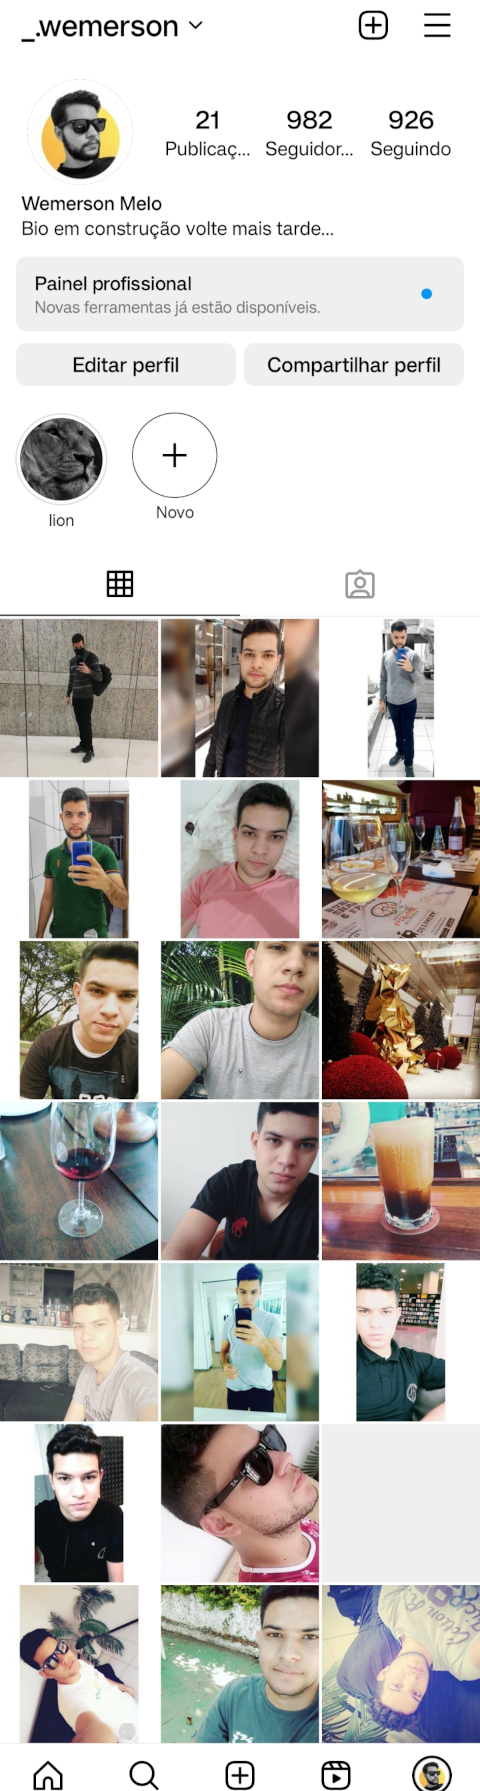 _.wemerson
21
982
926
Publicaç...
Seguidor...
Seguindo
Wemerson Melo
Bio em construção volte mais tarde...
Painel profissional
Novas ferramentas já estão disponíveis.
Editar perfil
Compartilhar perfil
lion
Novo